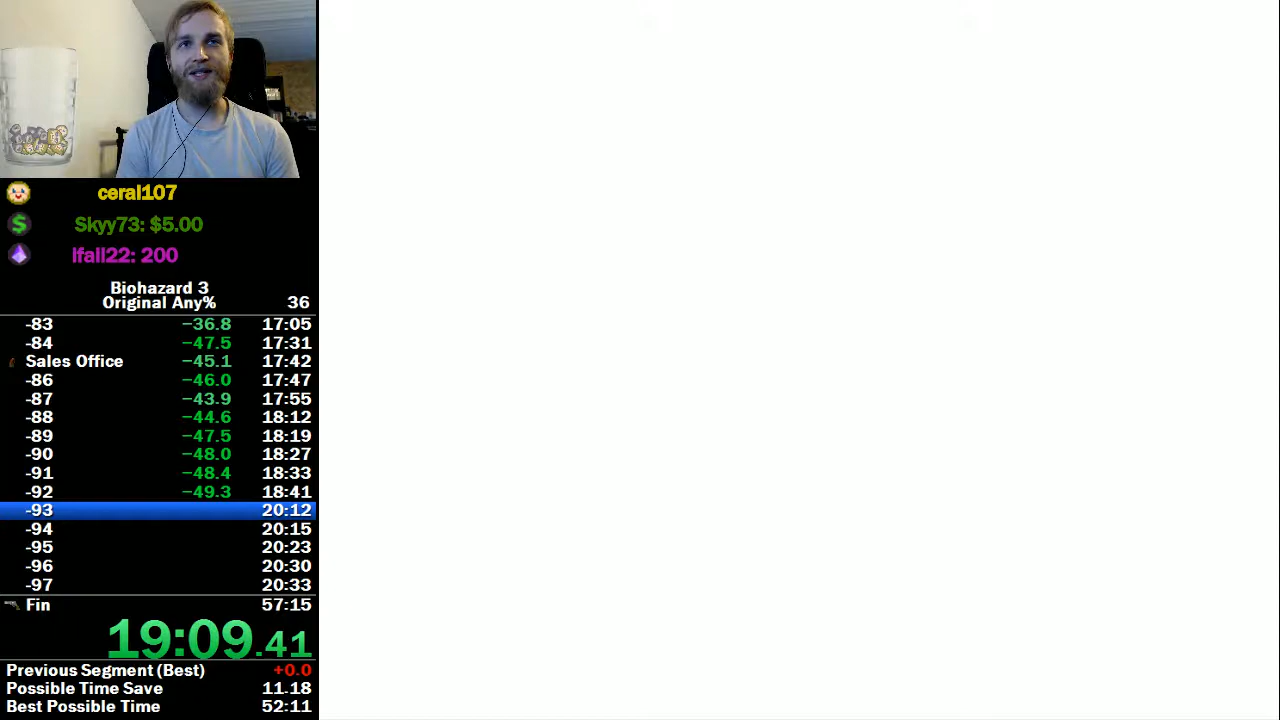 ceral107
Skyy73: $5.00
lfall22: 200
Biohazard 3
Original Any% 36
-83 −36.8 17:05
-84 −47.5 17:31
Sales Office −45.1 17:42
-86 −46.0 17:47
-87 −43.9 17:55
-88 −44.6 18:12
-89 −47.5 18:19
-90 −48.0 18:27
-91 −48.4 18:33
-92 −49.3 18:41
-93 20:12
-94 20:15
-95 20:23
-96 20:30
-97 20:33
Fin 57:15
19:09.41
Previous Segment (Best) +0.0
Possible Time Save 11.18
Best Possible Time 52:11